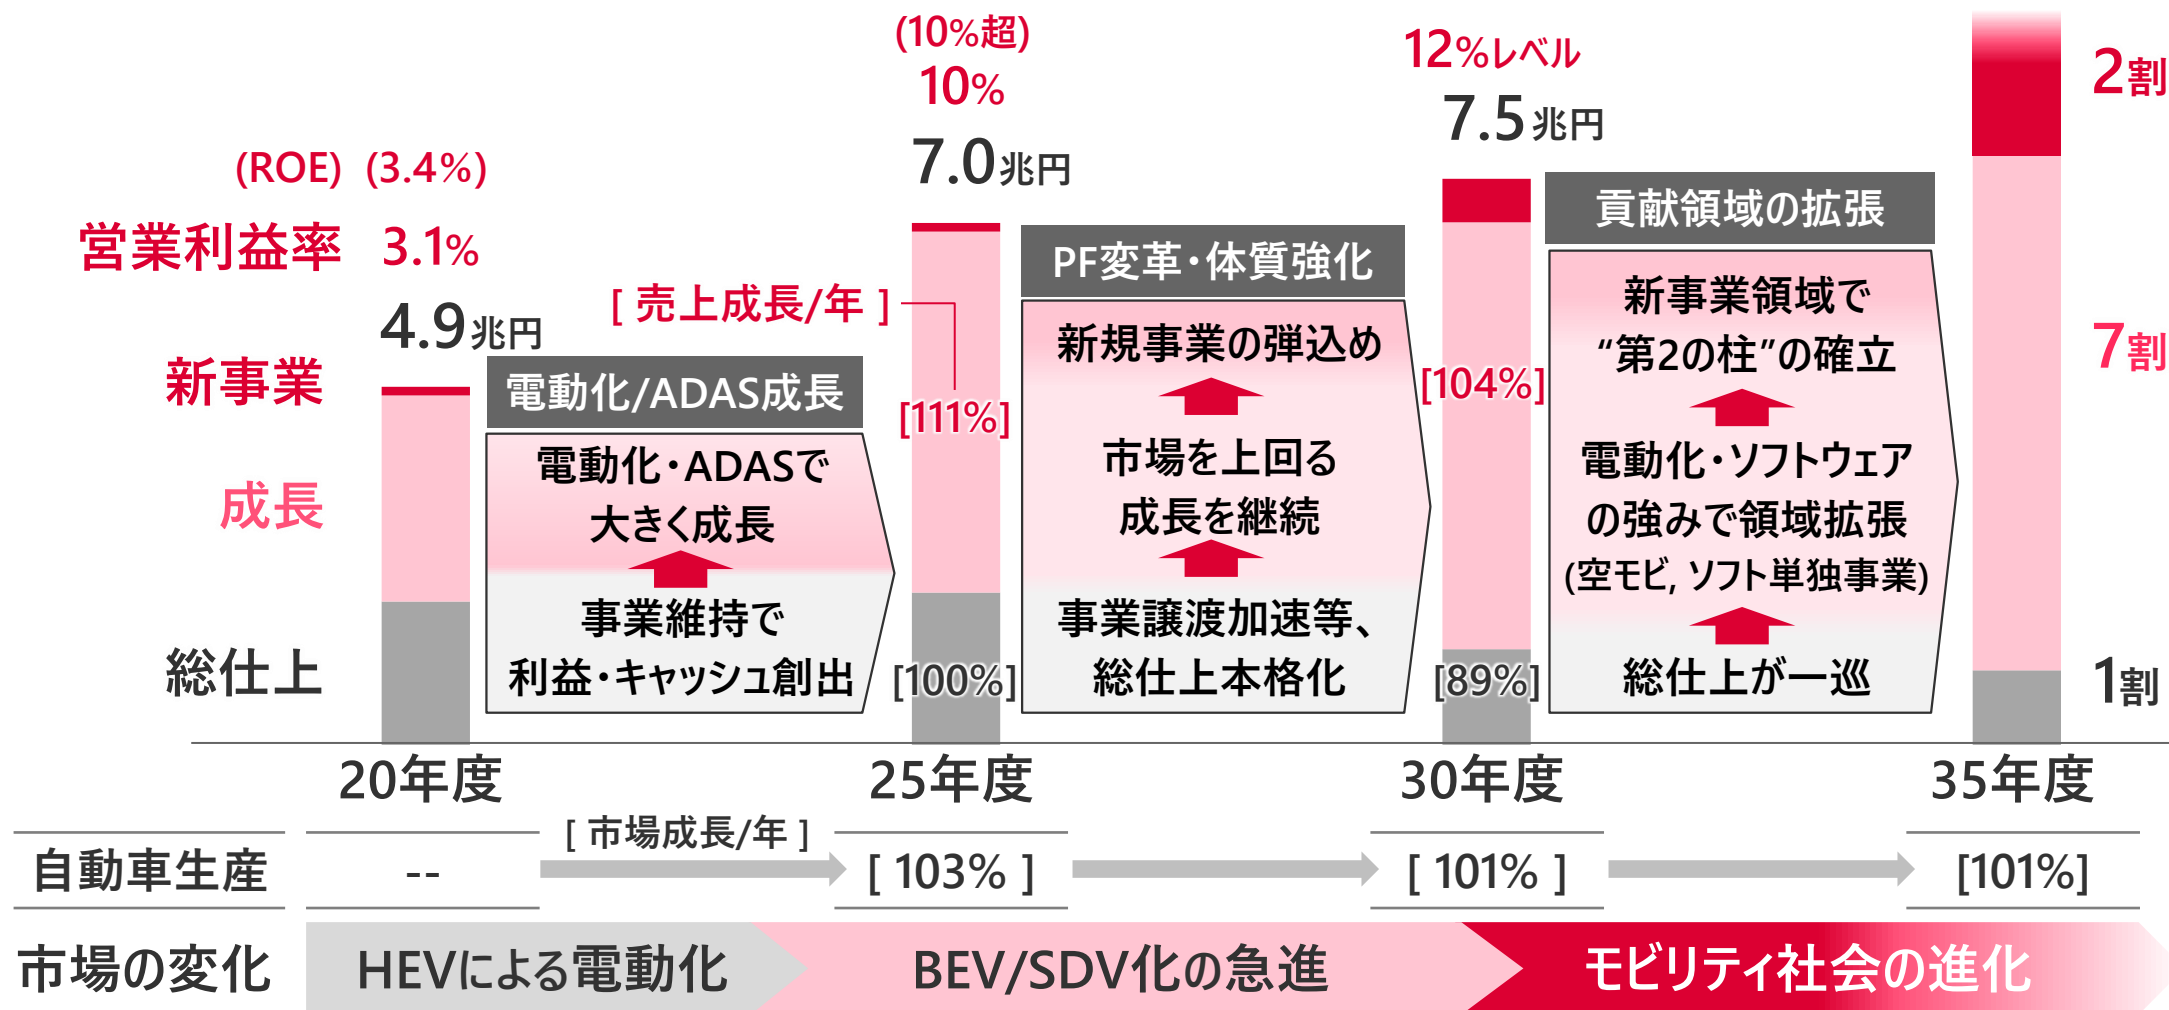 (ROE) (3.4%)
営業利益率 3.1%
4.9兆円
(10%超)
10%
7.0兆円
12%レベル
7.5兆円
新事業
成長
総仕上
[ 売上成長/年 ]
[111%]
[100%]
[104%]
[89%]
2割
7割
1割
電動化/ADAS成長
電動化・ADASで
大きく成長
事業維持で
利益・キャッシュ創出
PF変革・体質強化
新規事業の弾込め
市場を上回る
成長を継続
事業譲渡加速等、
総仕上本格化
貢献領域の拡張
新事業領域で
“第2の柱”の確立
電動化・ソフトウェア
の強みで領域拡張
(空モビ, ソフト単独事業)
総仕上が一巡
20年度 25年度 30年度 35年度
[ 市場成長/年 ]
自動車生産 -- [ 103% ] [ 101% ] [101%]
市場の変化 HEVによる電動化 BEV/SDV化の急進 モビリティ社会の進化